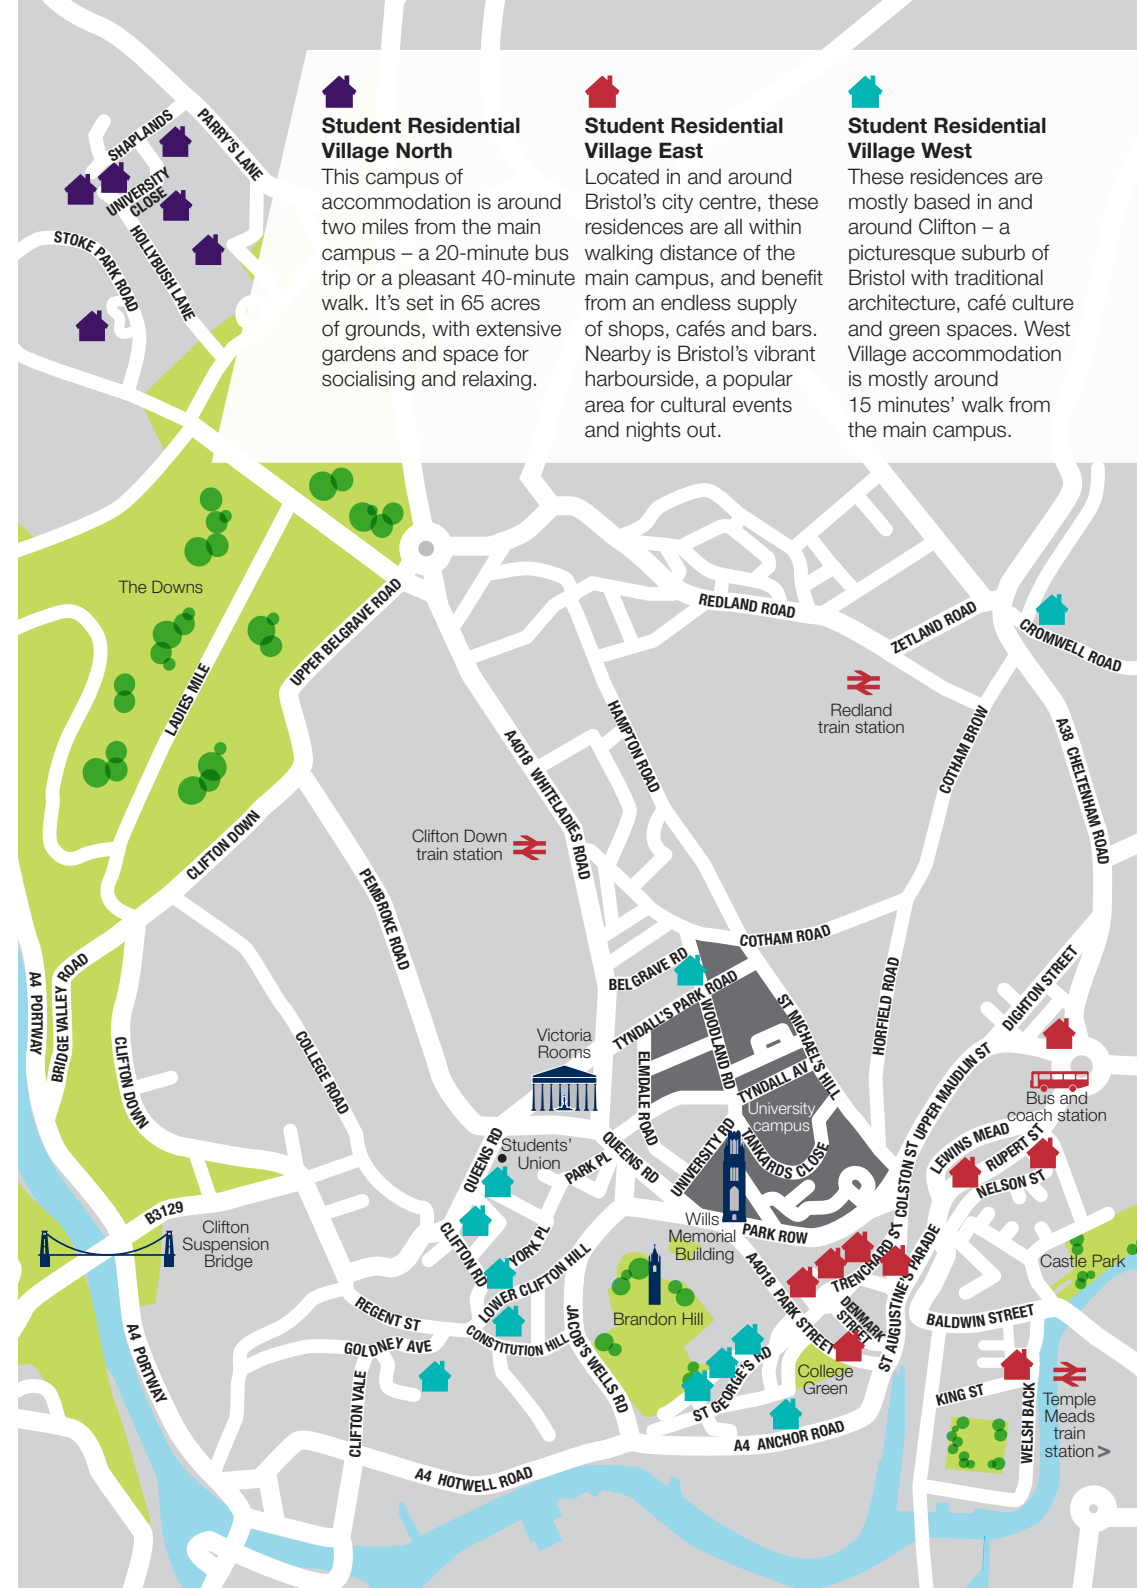 Student Residential
Village North
This campus of
accommodation is around
two miles from the main
campus – a 20-minute bus
trip or a pleasant 40-minute
walk. It's set in 65 acres
of grounds, with extensive
gardens and space for
socialising and relaxing.
Student Residential
Village East
Located in and around
Bristol's city centre, these
residences are all within
walking distance of the
main campus, and benefit
from an endless supply
of shops, cafés and bars.
Nearby is Bristol's vibrant
harbourside, a popular
area for cultural events
and nights out.
Student Residential
Village West
These residences are
mostly based in and
around Clifton – a
picturesque suburb of
Bristol with traditional
architecture, café culture
and green spaces. West
Village accommodation
is mostly around
15 minutes' walk from
the main campus.
SHAPLANDS
PARRY'S LANE
UNIVERSITY
CLOSE
STOKE PARK ROAD
HOLLYBUSH LANE
The Downs
UPPER BELGRAVE ROAD
LADIES MILE
REDLAND ROAD
ZETLAND ROAD
CROMWELL ROAD
Redland
train station
HAMPTON ROAD
COTHAM BROW
A38 CHELTENHAM ROAD
A4018 WHITELADIES ROAD
Clifton Down
train station
CLIFTON DOWN
PEMBROKE ROAD
COTHAM ROAD
BELGRAVE RD
TYNDALL'S PARK ROAD
A4 PORTWAY
BRIDGE VALLEY ROAD
CLIFTON DOWN
COLLEGE ROAD
Victoria
Rooms
ELMDALE ROAD
WOODLAND RD
ST MICHAEL'S HILL
HORFIELD ROAD
DIGHTON STREET
TYNDALL AV
University
campus
UPPER MAUDLIN ST
Bus and
coach station
LEWINS MEAD
RUPERT ST
NELSON ST
QUEENS RD
Students'
Union
PARK PL
QUEENS RD
UNIVERSITY RD
TANKARDS CLOSE
COLSTON ST
B3129
Clifton
Suspension
Bridge
CLIFTON RD
YORK PL
LOWER CLIFTON HILL
Wills
Memorial
Building
PARK ROW
TRENCHARD ST
Castle Park
A4018 PARK STREET
DENMARK
STREET
ST AUGUSTINE'S PARADE
BALDWIN STREET
A4 PORTWAY
REGENT ST
GOLDNEY AVE
CONSTITUTION HILL
JACOB'S WELLS RD
Brandon Hill
ST GEORGE'S RD
College
Green
KING ST
WELSH BACK
Temple
Meads
train
station >
CLIFTON VALE
A4 HOTWELL ROAD
A4 ANCHOR ROAD